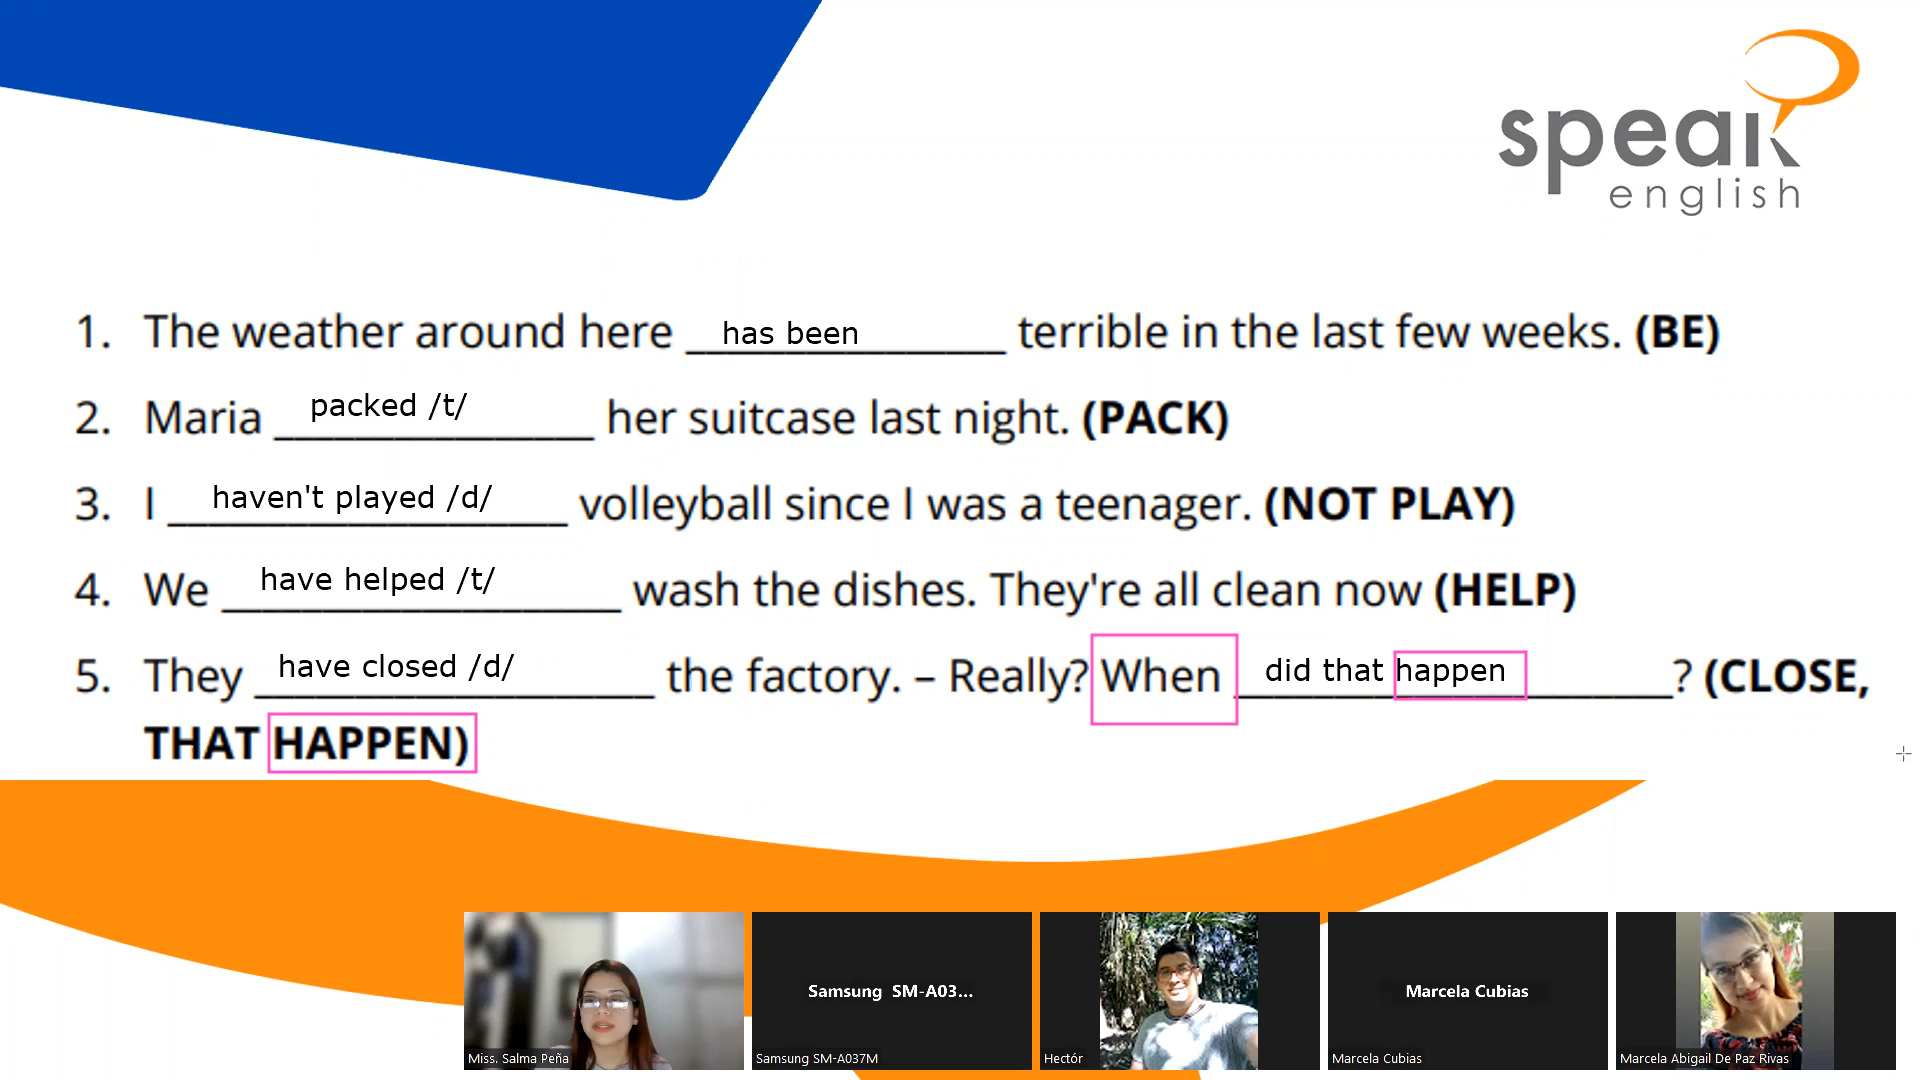 speak
english
1. The weather around here has been terrible in the last few weeks. (BE)
2. Maria packed /t/ her suitcase last night. (PACK)
3. I haven't played /d/ volleyball since I was a teenager. (NOT PLAY)
4. We have helped /t/ wash the dishes. They're all clean now (HELP)
5. They have closed /d/ the factory. – Really? When did that happen ? (CLOSE,
THAT HAPPEN)
Samsung SM-A03...
Marcela Cubias
Miss. Salma Peña
Samsung SM-A037M
Hectór
Marcela Cubias
Marcela Abigail De Paz Rivas